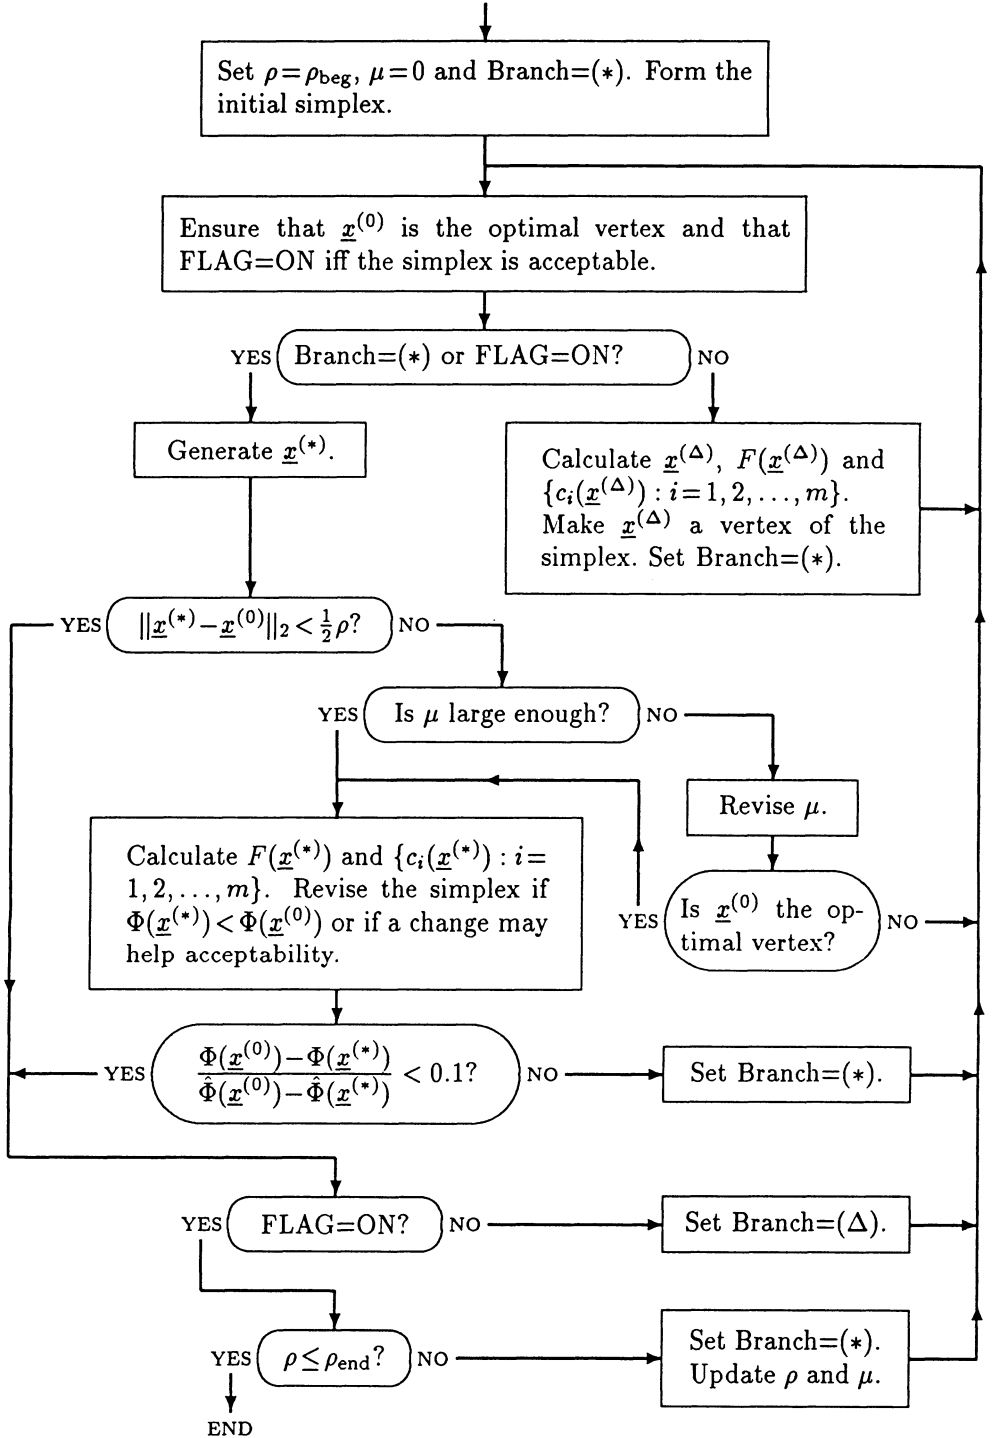 Set ρ=ρ_beg, μ=0 and Branch=(*). Form the
initial simplex.
Ensure that x̲^(0) is the optimal vertex and that
FLAG=ON iff the simplex is acceptable.
YES
Branch=(*) or FLAG=ON?
NO
Generate x̲^(*).
Calculate x̲^(Δ), F(x̲^(Δ)) and
{c_i(x̲^(Δ)) : i=1, 2, ..., m}.
Make x̲^(Δ) a vertex of the
simplex. Set Branch=(*).
YES
||x̲^(*)−x̲^(0)||_2 < ½ρ?
NO
YES
Is μ large enough?
NO
Revise μ.
Calculate F(x̲^(*)) and {c_i(x̲^(*)) : i=
1, 2, ..., m}. Revise the simplex if
Φ(x̲^(*)) < Φ(x̲^(0)) or if a change may
help acceptability.
YES
Is x̲^(0) the op-
timal vertex?
NO
YES
Φ(x̲^(0))−Φ(x̲^(*))
Φ̂(x̲^(0))−Φ̂(x̲^(*))
< 0.1?
NO
Set Branch=(*).
YES
FLAG=ON?
NO
Set Branch=(Δ).
YES
ρ≤ρ_end?
NO
Set Branch=(*).
Update ρ and μ.
END